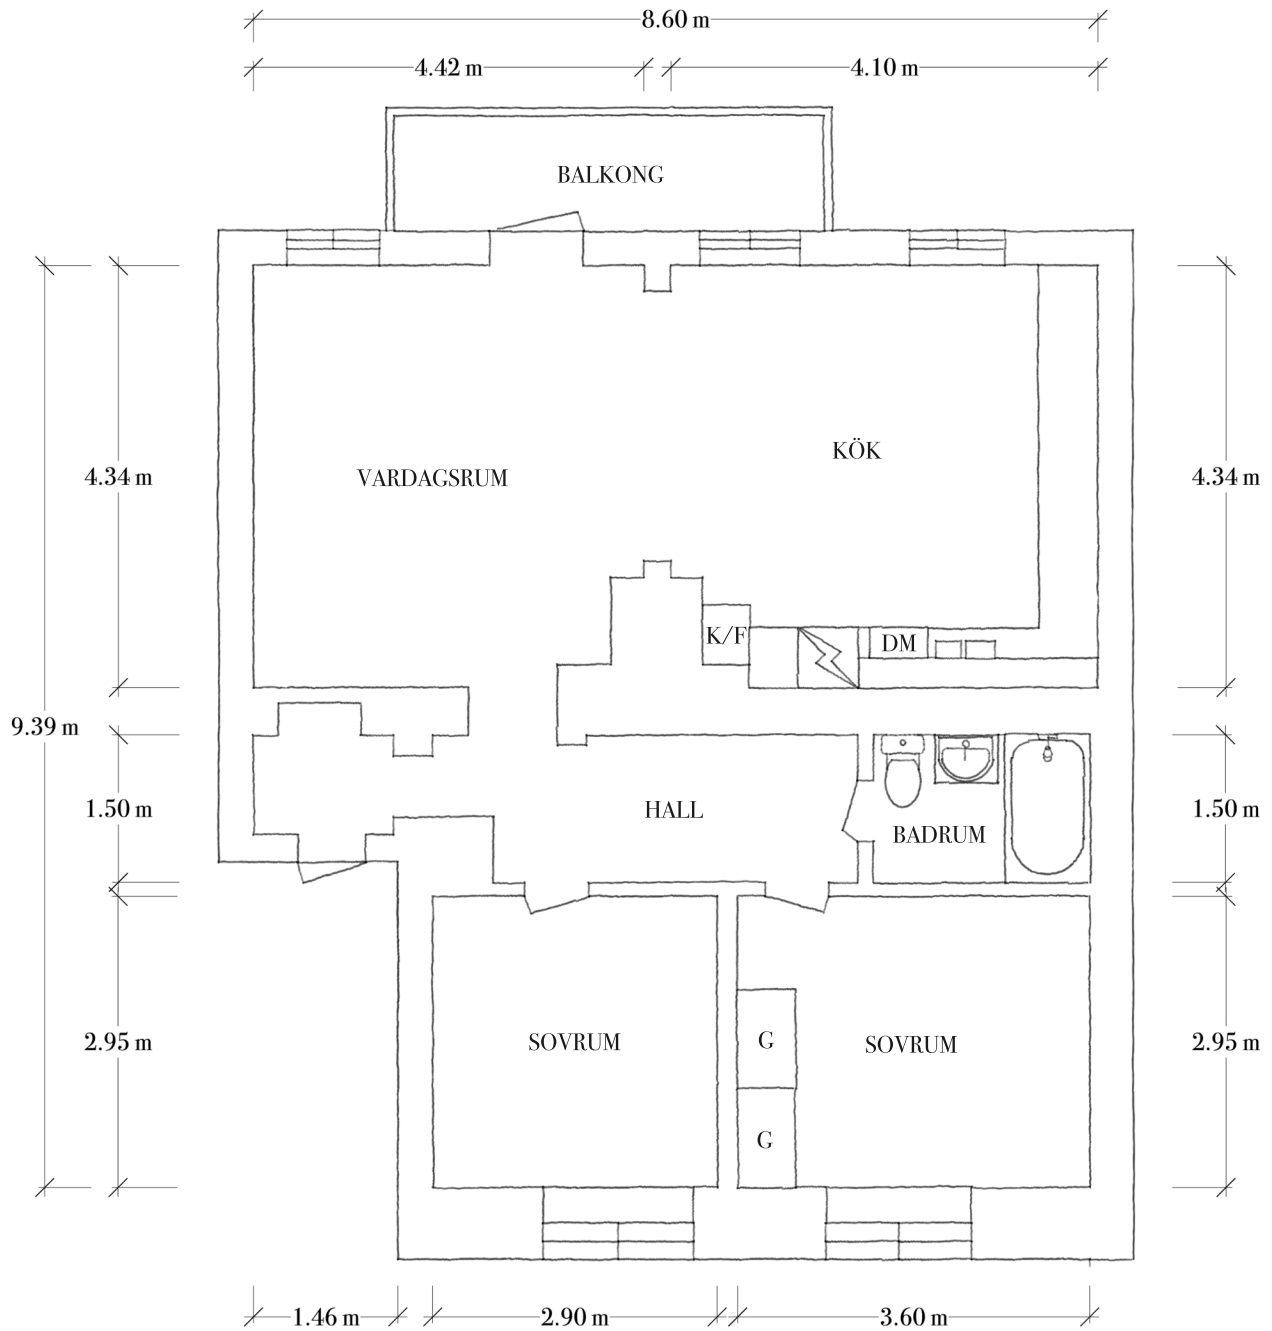 8.60 m
4.42 m
4.10 m
BALKONG
KÖK
VARDAGSRUM
4.34 m
4.34 m
K/F
DM
9.39 m
1.50 m
HALL
BADRUM
1.50 m
2.95 m
SOVRUM
G
SOVRUM
2.95 m
G
1.46 m
2.90 m
3.60 m